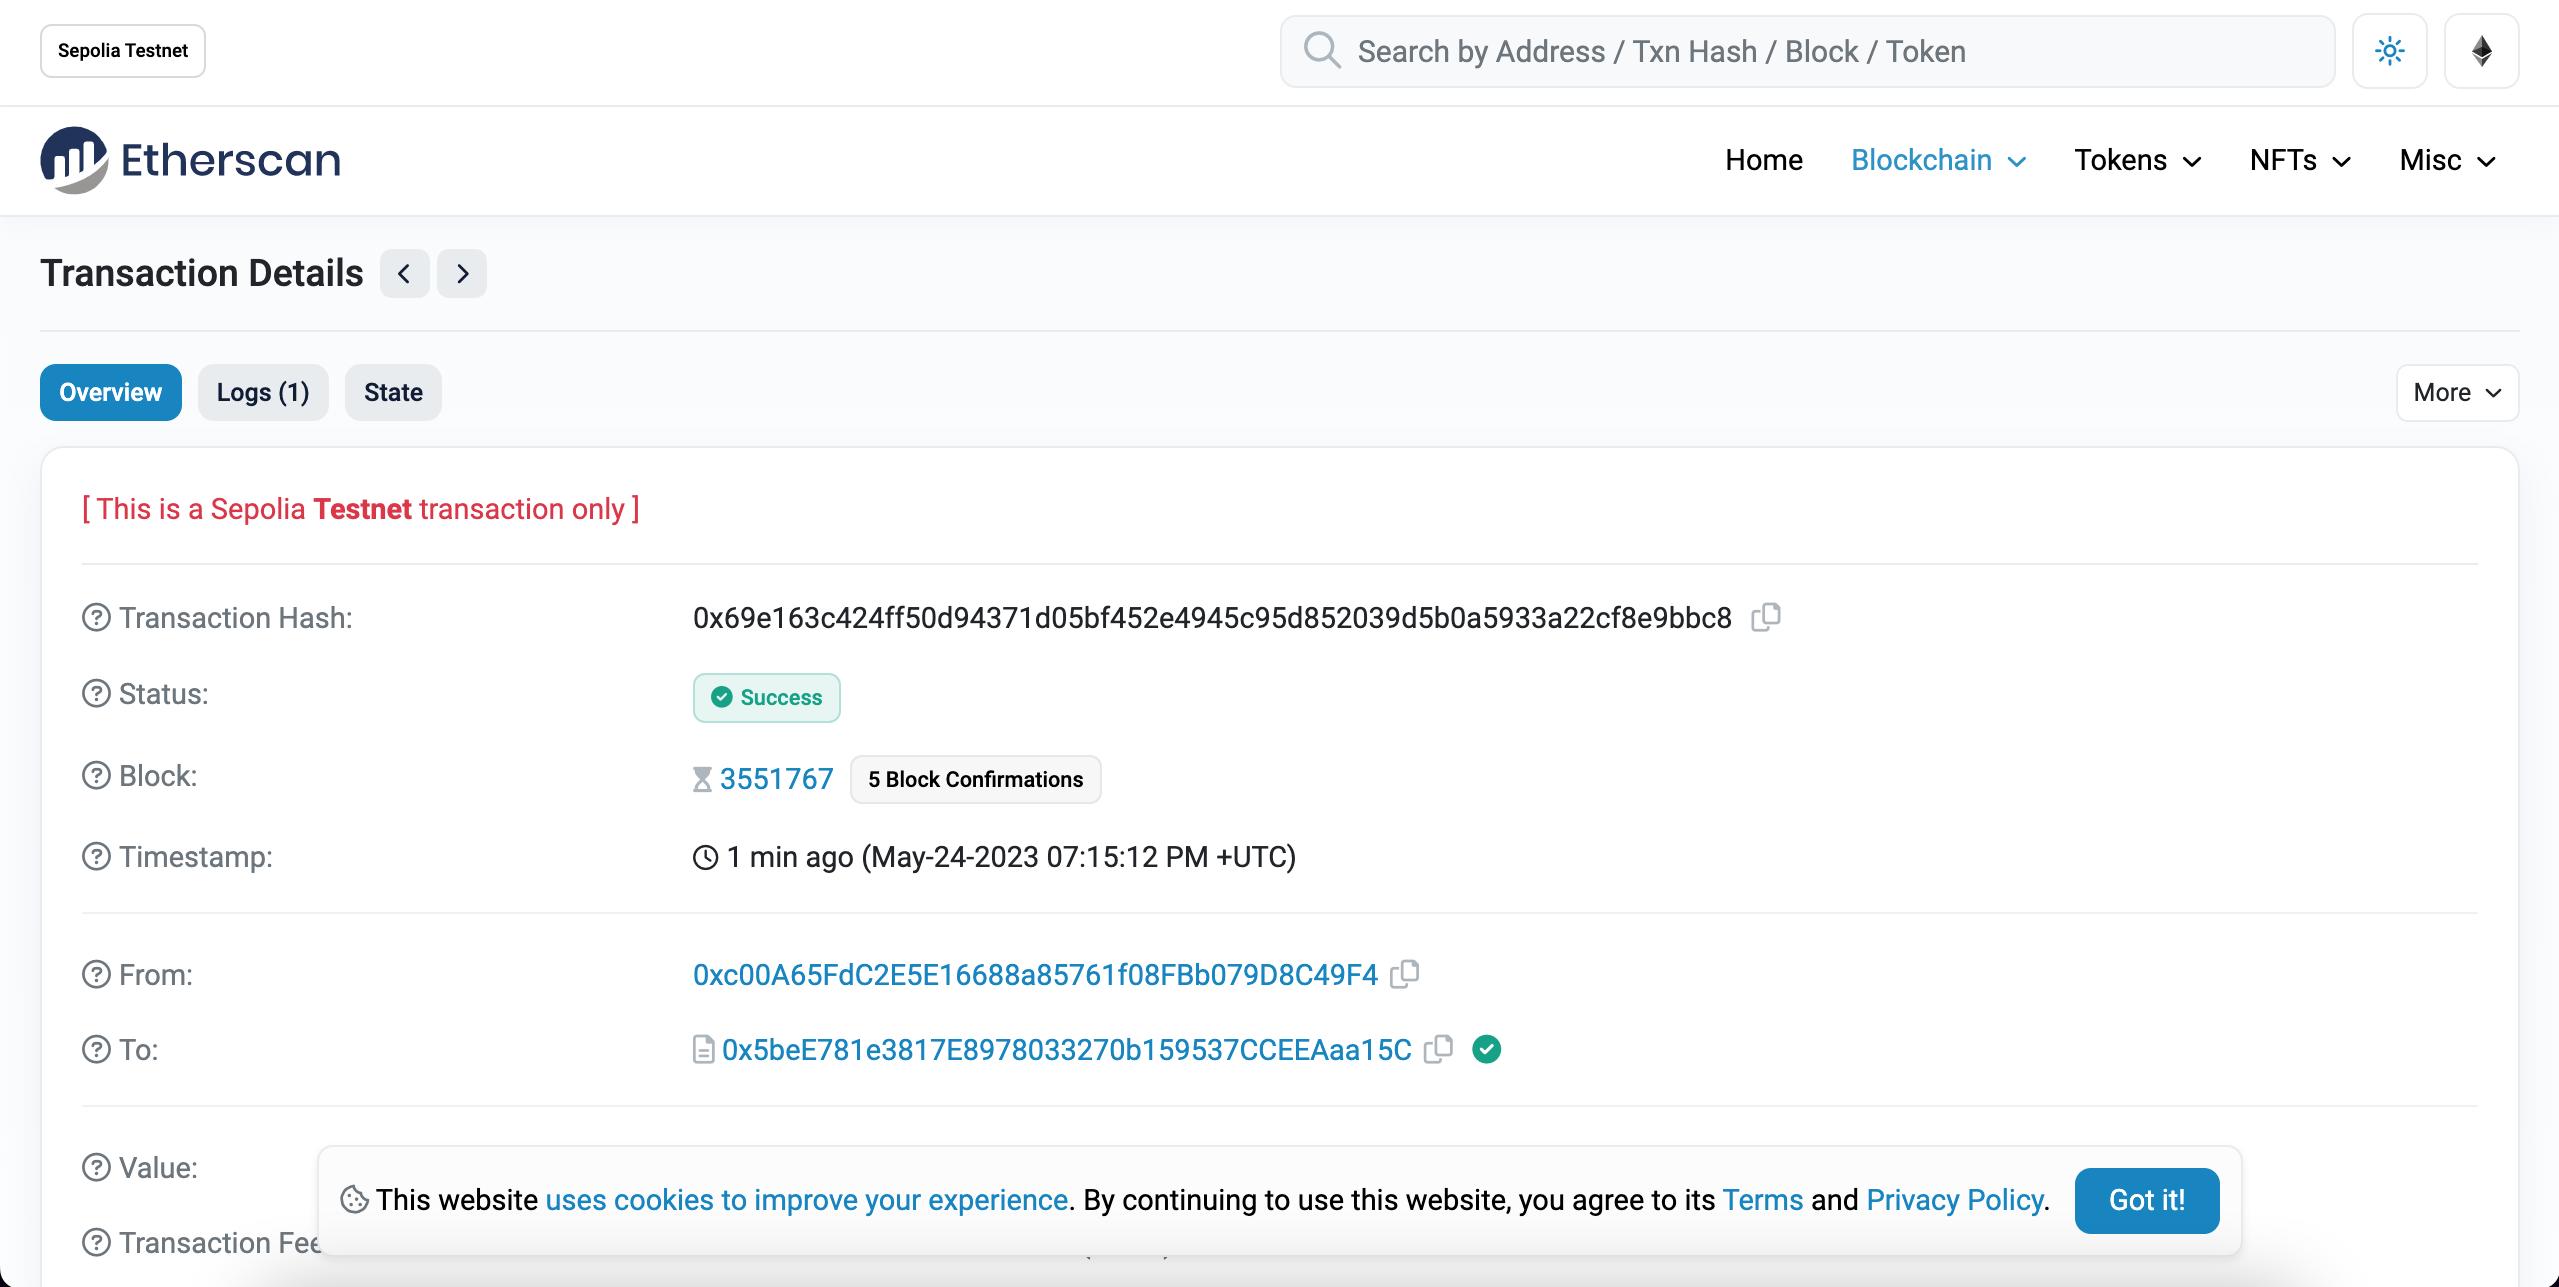 Sepolia Testnet
Search by Address / Txn Hash / Block / Token
Etherscan
Home Blockchain Tokens NFTs Misc
Transaction Details
Overview Logs (1) State More
[ This is a Sepolia Testnet transaction only ]
Transaction Hash: 0x69e163c424ff50d94371d05bf452e4945c95d852039d5b0a5933a22cf8e9bbc8
Status: Success
Block: 3551767 5 Block Confirmations
Timestamp: 1 min ago (May-24-2023 07:15:12 PM +UTC)
From: 0xc00A65FdC2E5E16688a85761f08FBb079D8C49F4
To: 0x5beE781e3817E8978033270b159537CCEEAaa15C
Value:
This website uses cookies to improve your experience. By continuing to use this website, you agree to its Terms and Privacy Policy. Got it!
Transaction Fee